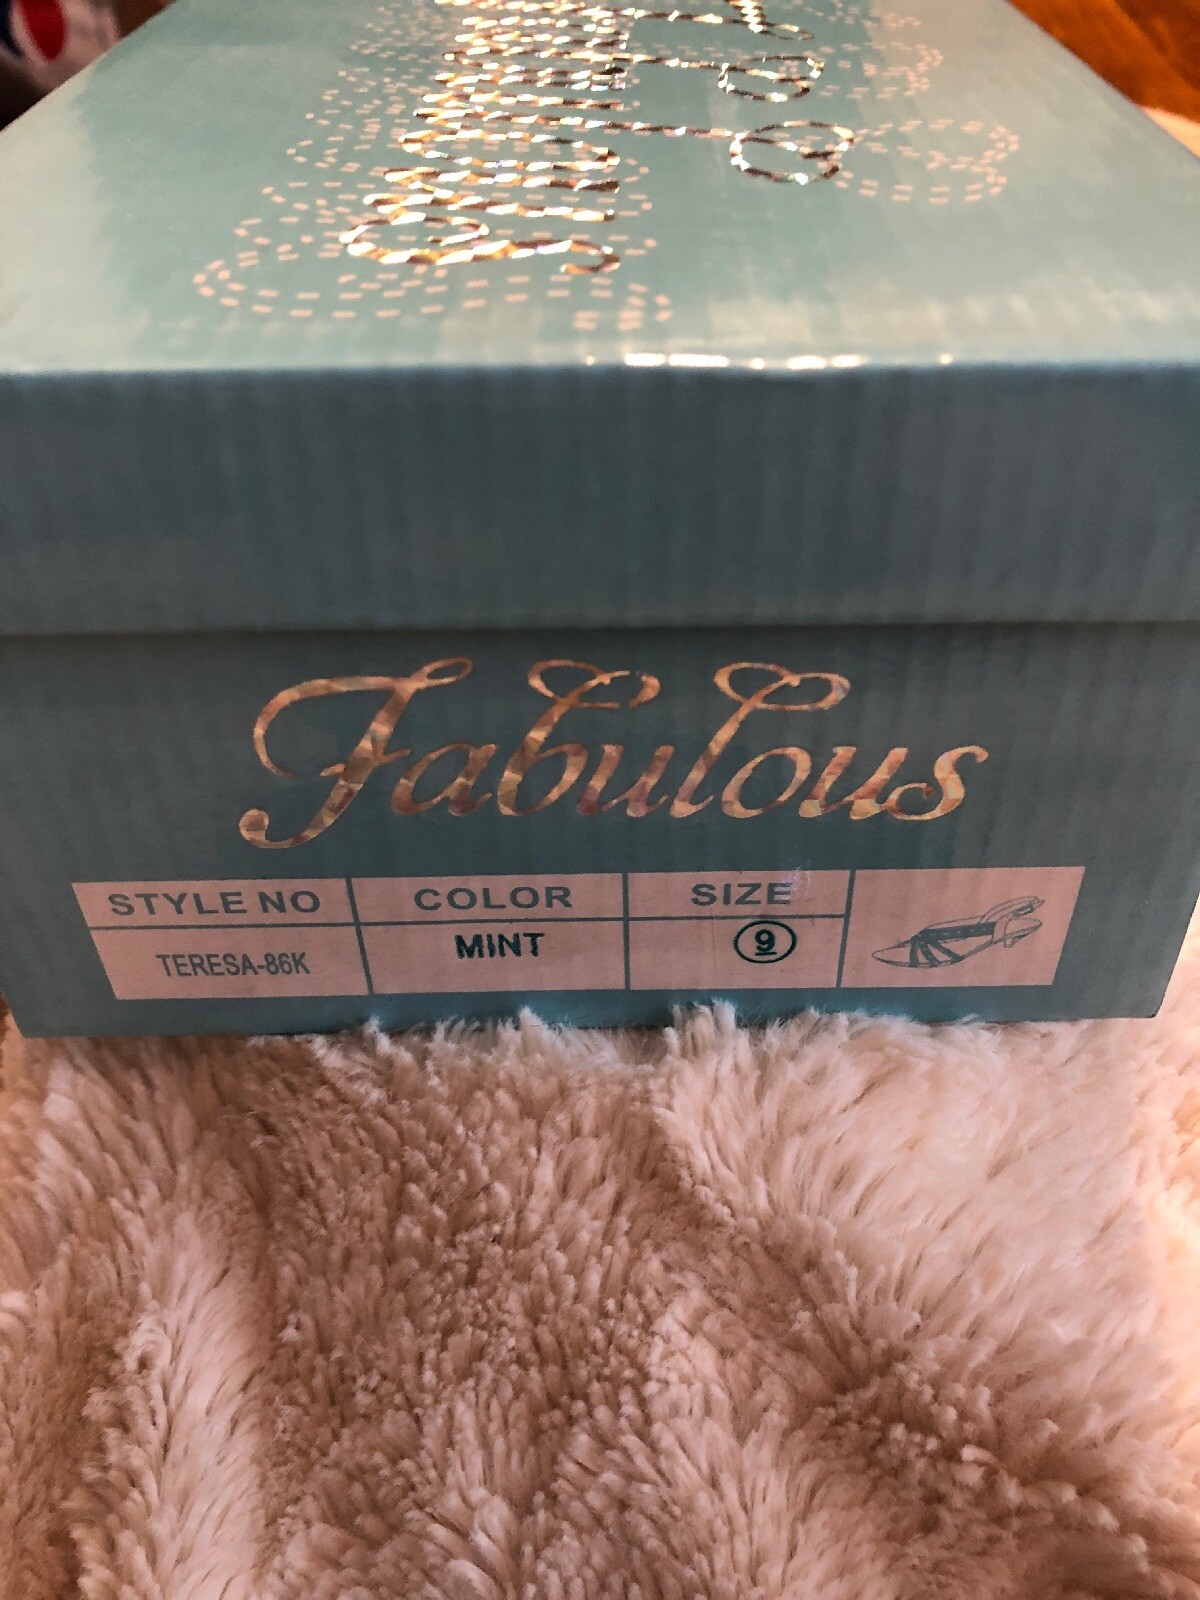 Fabulous
STYLE NO COLOR SIZE
TERESA-86K MINT 9